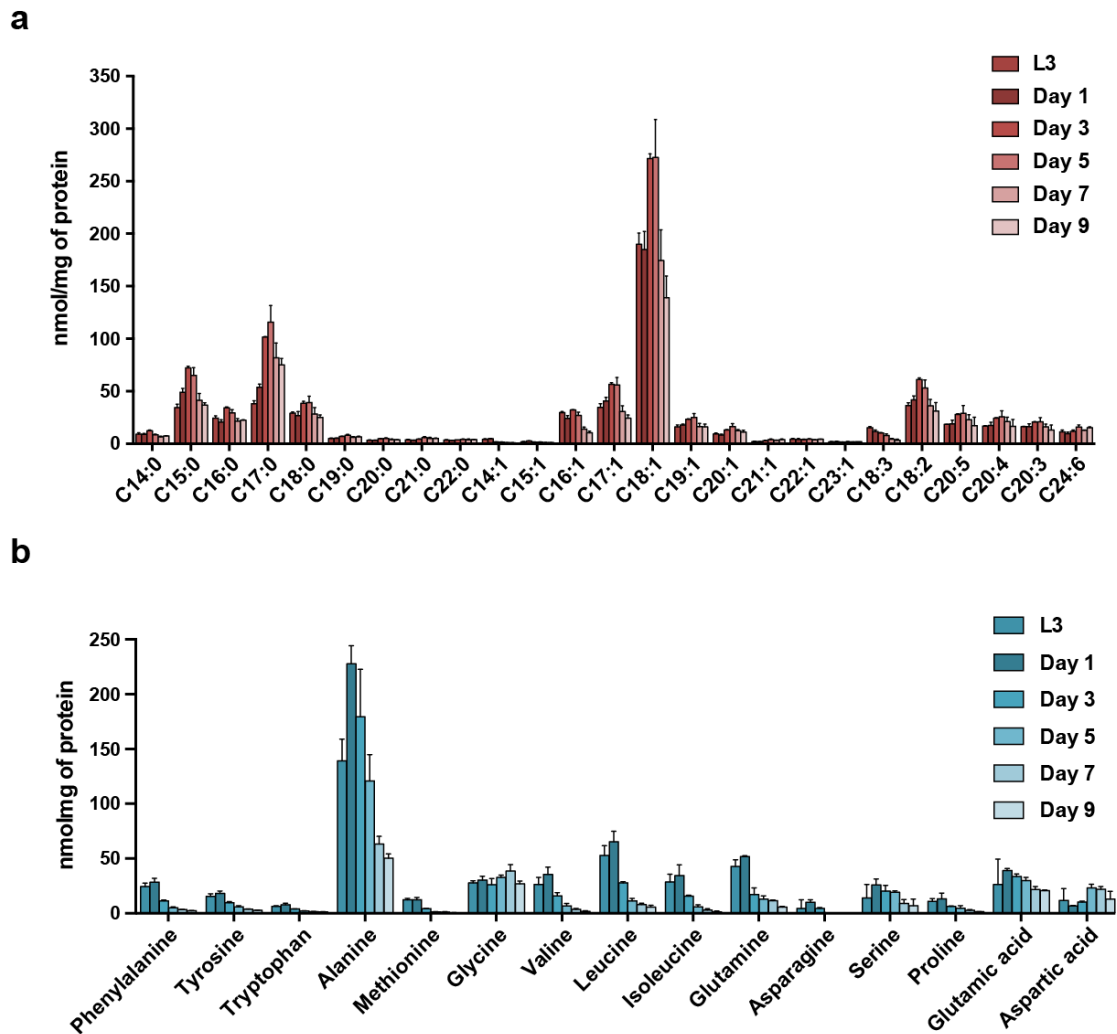 a
350
300
250
200
150
100
50
0
nmol/mg of protein
L3
Day 1
Day 3
Day 5
Day 7
Day 9
C14:0
C15:0
C16:0
C17:0
C18:0
C19:0
C20:0
C21:0
C22:0
C14:1
C15:1
C16:1
C17:1
C18:1
C19:1
C20:1
C21:1
C22:1
C23:1
C18:3
C18:2
C20:5
C20:4
C20:3
C24:6
b
250
200
150
100
50
0
nmolmg of protein
L3
Day 1
Day 3
Day 5
Day 7
Day 9
Phenylalanine
Tyrosine
Tryptophan
Alanine
Methionine
Glycine
Valine
Leucine
Isoleucine
Glutamine
Asparagine
Serine
Proline
Glutamic acid
Aspartic acid